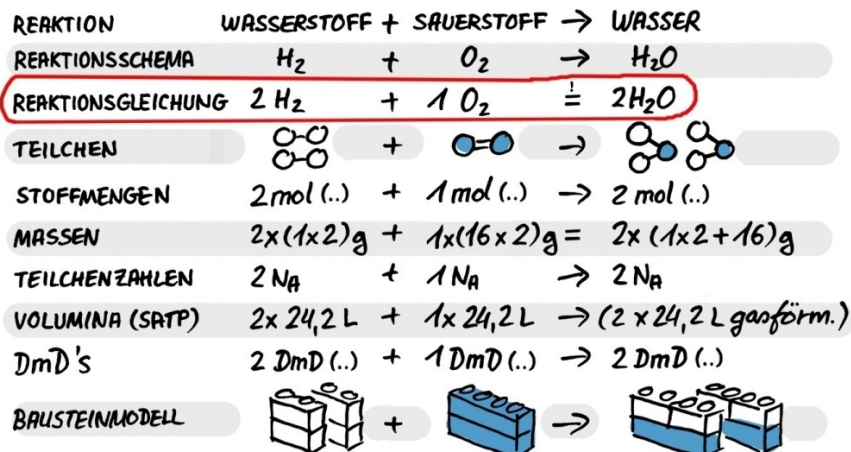 REAKTION WASSERSTOFF + SAUERSTOFF → WASSER
REAKTIONSSCHEMA H₂ + O₂ → H₂O
REAKTIONSGLEICHUNG 2 H₂ + 1 O₂ =! 2H₂O
TEILCHEN + →
STOFFMENGEN 2 mol (..) + 1 mol (..) → 2 mol (..)
MASSEN 2x(1x2)g + 1x(16x2)g = 2x (1x2+16)g
TEILCHENZAHLEN 2 NA + 1 NA → 2 NA
VOLUMINA (SATP) 2x 24,2 L + 1x 24,2 L → (2 x 24,2 L gasförm.)
DmD's 2 DmD (..) + 1 DmD (..) → 2 DmD (..)
BAUSTEINMODELL + →